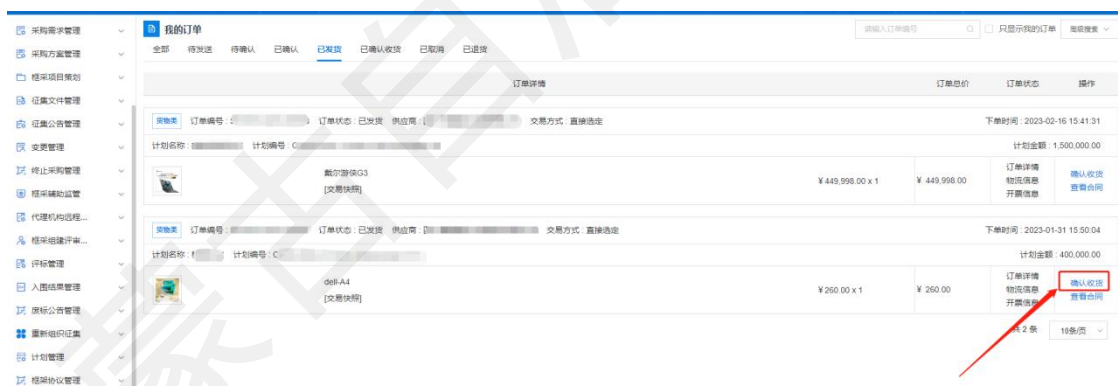 采购需求管理
采购方案管理
框采项目策划
征集文件管理
征集公告管理
变更管理
终止采购管理
框采辅助监管
代理机构远程...
框采组建评审...
评标管理
入围结果管理
废标公告管理
重新组织征集
计划管理
框架协议管理
我的订单
请输入订单编号 只显示我的订单 高级搜索
全部 待发送 待确认 已确认 已发货 已确认收货 已取消 已退货
订单详情 订单总价 订单状态 操作
货物类 订单编号: 订单状态:已发货 供应商: 交易方式:直接选定 下单时间:2023-02-16 15:41:31
计划名称: 计划编号: 计划金额:1,500,000.00
戴尔游侠G3
[交易快照]
¥449,998.00 x 1 ¥ 449,998.00
订单详情
物流信息
开票信息
确认收货
查看合同
货物类 订单编号: 订单状态:已发货 供应商: 交易方式:直接选定 下单时间:2023-01-31 15:50:04
计划名称: 计划编号: 计划金额:400,000.00
dell-A4
[交易快照]
¥260.00 x 1 ¥ 260.00
订单详情
物流信息
开票信息
确认收货
查看合同
共 2 条 10条/页
蒙古自